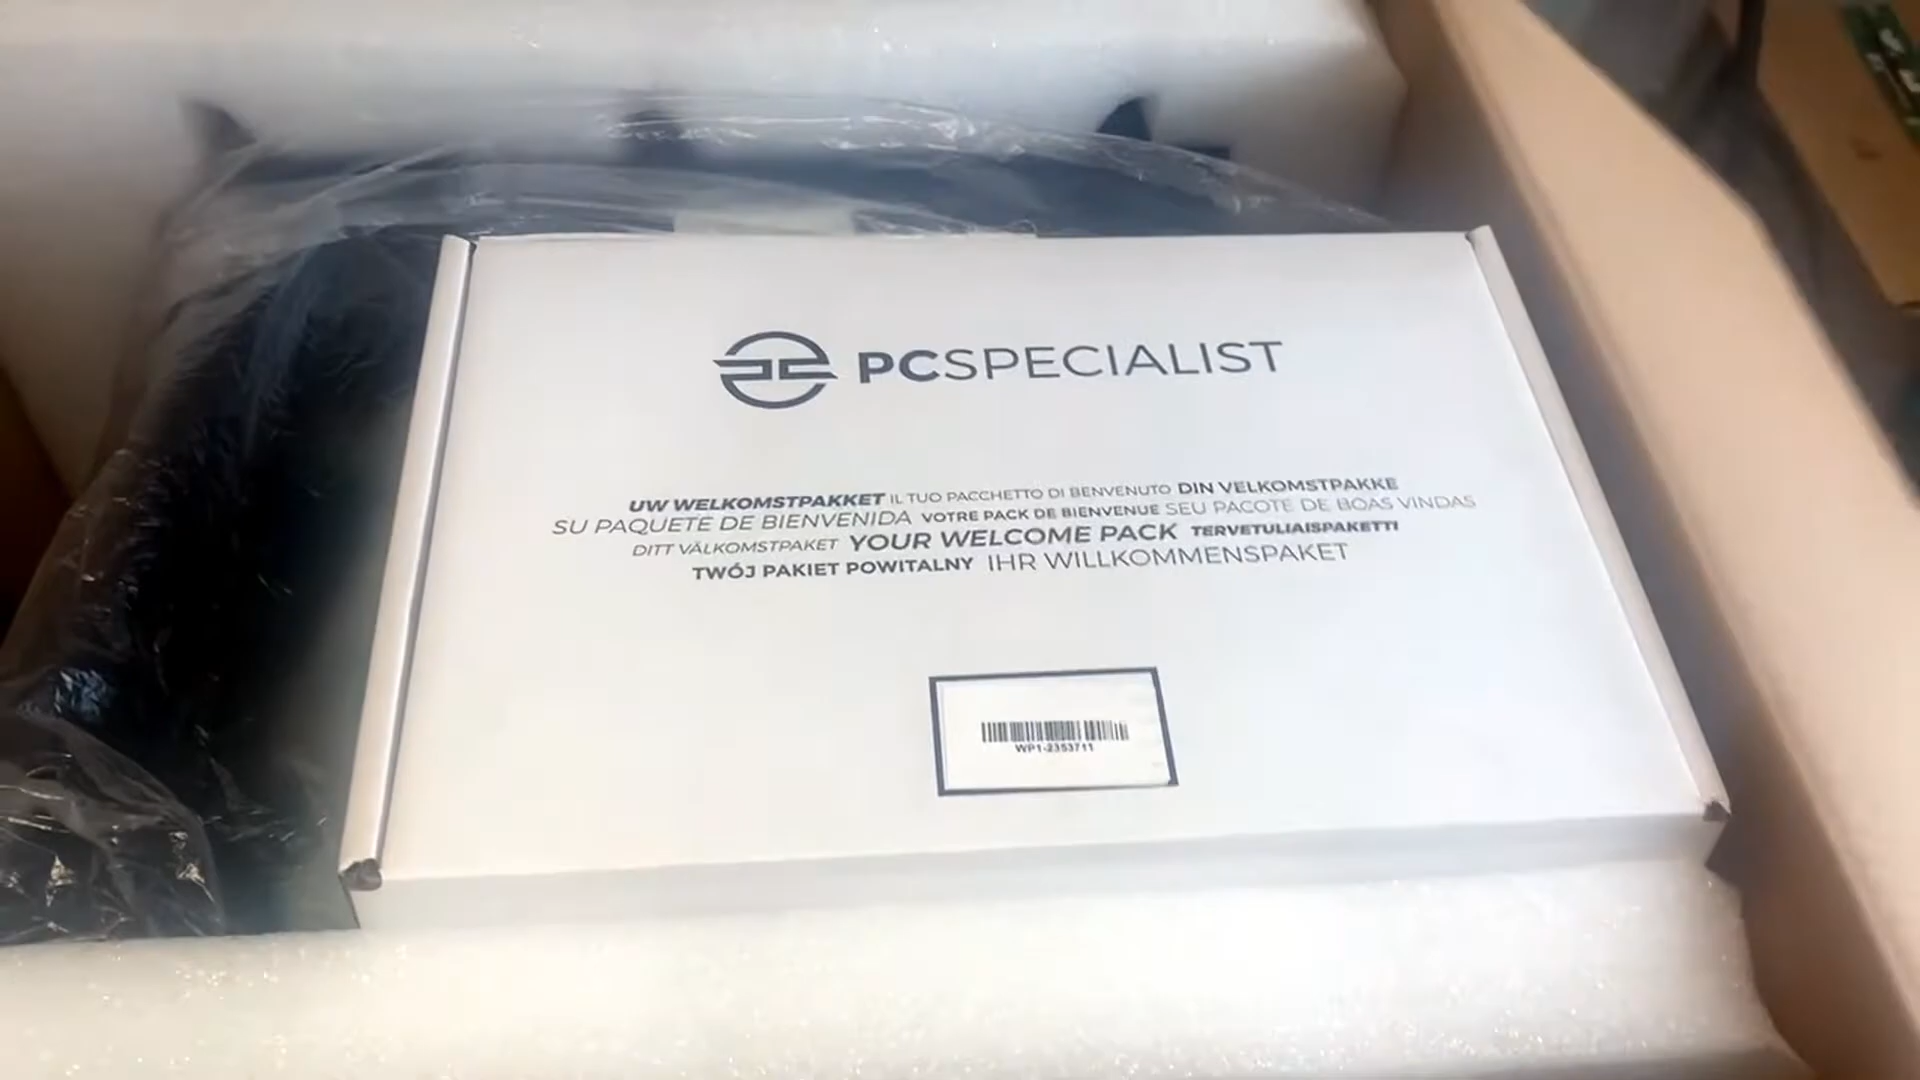 PCSPECIALIST
UW WELKOMSTPAKKET IL TUO PACCHETTO DI BENVENUTO DIN VELKOMSTPAKKE
SU PAQUETE DE BIENVENIDA VOTRE PACK DE BIENVENUE SEU PACOTE DE BOAS VINDAS
DITT VÄLKOMSTPAKET YOUR WELCOME PACK TERVETULIAISPAKETTI
TWÓJ PAKIET POWITALNY IHR WILLKOMMENSPAKET
WP1-2353711